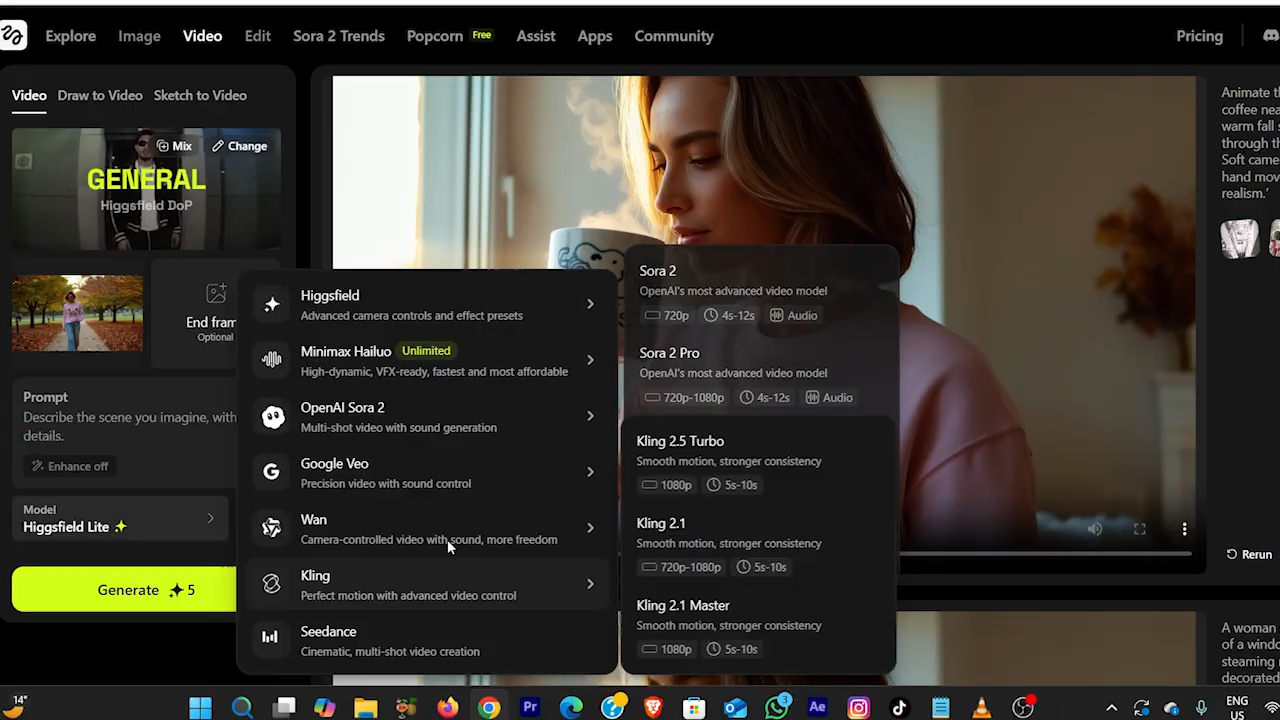 Explore
Image
Video
Edit
Sora 2 Trends
Popcorn Free
Assist
Apps
Community
Pricing
Video
Draw to Video
Sketch to Video
Mix
Change
GENERAL
Higgsfield DoP
End fram
Optional
Prompt
Describe the scene you imagine, with
details.
Enhance off
Model
Higgsfield Lite
Generate 5
Higgsfield
Advanced camera controls and effect presets
Minimax Hailuo Unlimited
High-dynamic, VFX-ready, fastest and most affordable
OpenAI Sora 2
Multi-shot video with sound generation
Google Veo
Precision video with sound control
Wan
Camera-controlled video with sound, more freedom
Kling
Perfect motion with advanced video control
Seedance
Cinematic, multi-shot video creation
Sora 2
OpenAI's most advanced video model
720p 4s-12s Audio
Sora 2 Pro
OpenAI's most advanced video model
720p-1080p 4s-12s Audio
Kling 2.5 Turbo
Smooth motion, stronger consistency
1080p 5s-10s
Kling 2.1
Smooth motion, stronger consistency
720p-1080p 5s-10s
Kling 2.1 Master
Smooth motion, stronger consistency
1080p 5s-10s
Animate th
coffee nea
warm fall
through th
Soft came
hand mov
realism.'
Rerun
A woman
of a windo
steaming
decorated
14°
Pr
Ae
3
ENG
US